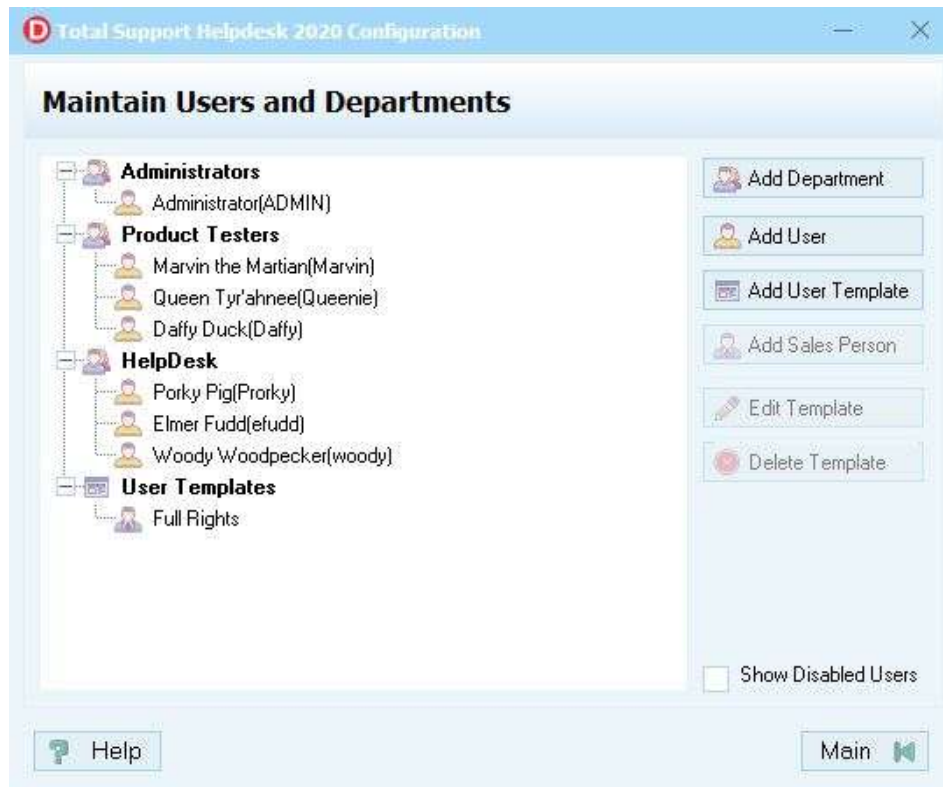 Total Support Helpdesk 2020 Configuration
Maintain Users and Departments
Administrators
Administrator(ADMIN)
Product Testers
Marvin the Martian(Marvin)
Queen Tyr'ahnee(Queenie)
Daffy Duck(Daffy)
HelpDesk
Porky Pig(Prorky)
Elmer Fudd(efudd)
Woody Woodpecker(woody)
User Templates
Full Rights
Add Department
Add User
Add User Template
Add Sales Person
Edit Template
Delete Template
Show Disabled Users
Help
Main